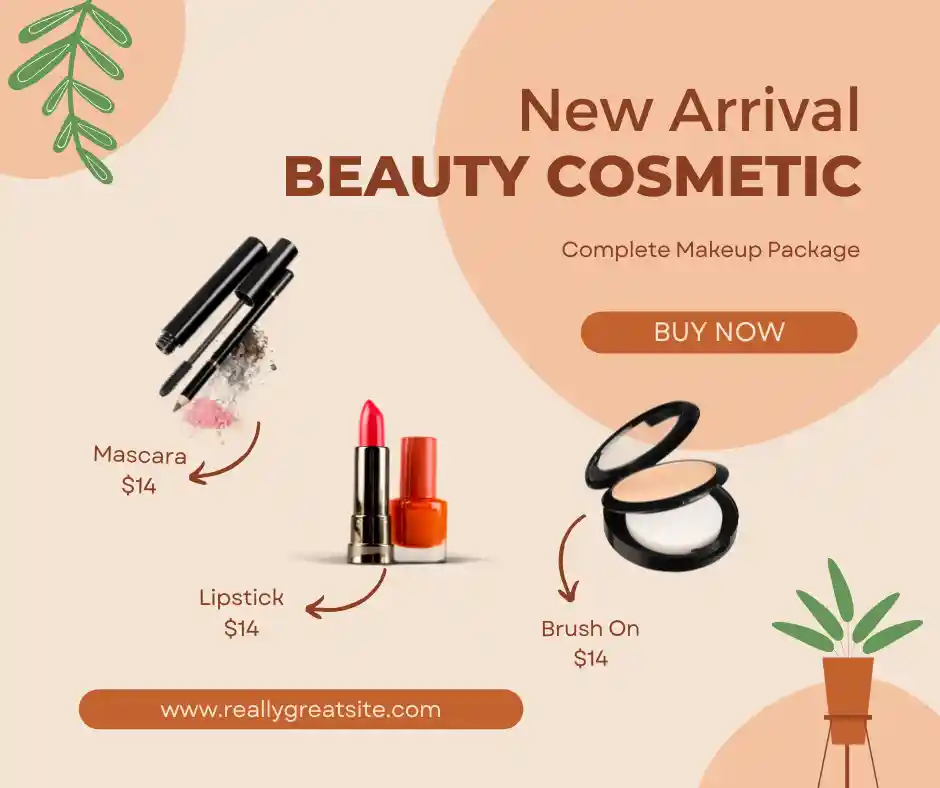 New Arrival
BEAUTY COSMETIC
Complete Makeup Package
BUY NOW
Mascara
$14
Lipstick
$14
Brush On
$14
www.reallygreatsite.com